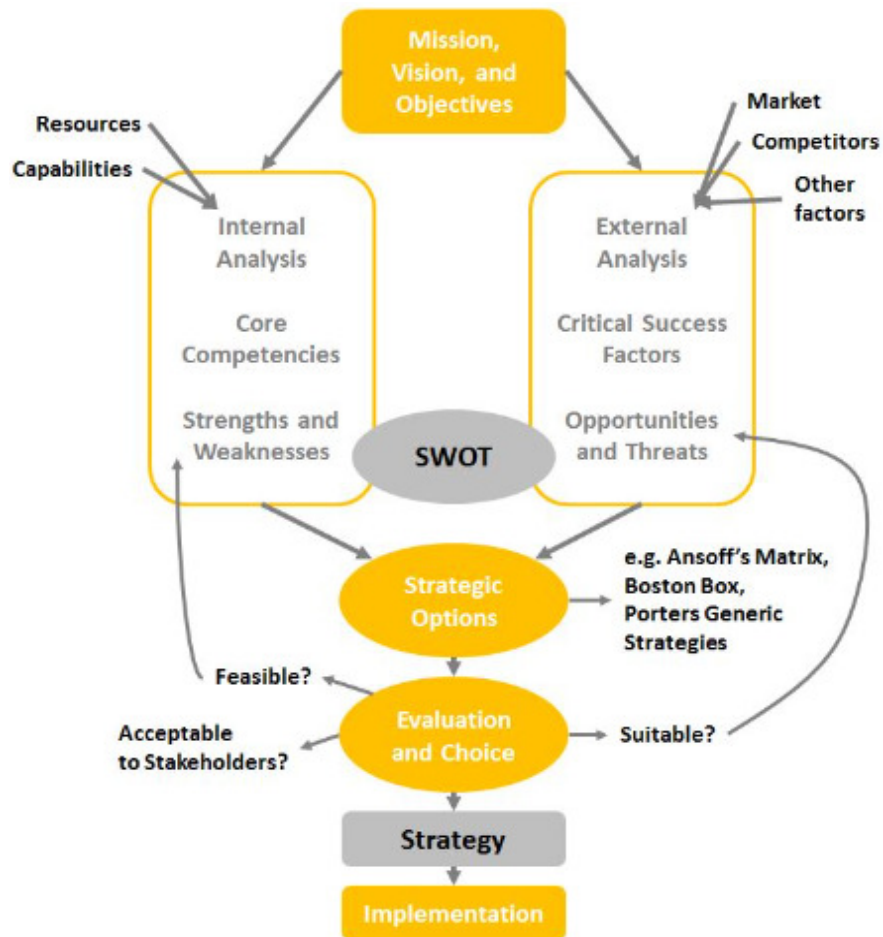 Mission,
Vision, and
Objectives
Resources
Capabilities
Market
Competitors
Other
factors
Internal
Analysis
Core
Competencies
Strengths and
Weaknesses
External
Analysis
Critical Success
Factors
Opportunities
and Threats
SWOT
Strategic
Options
e.g. Ansoff's Matrix,
Boston Box,
Porters Generic
Strategies
Feasible?
Acceptable
to Stakeholders?
Evaluation
and Choice
Suitable?
Strategy
Implementation